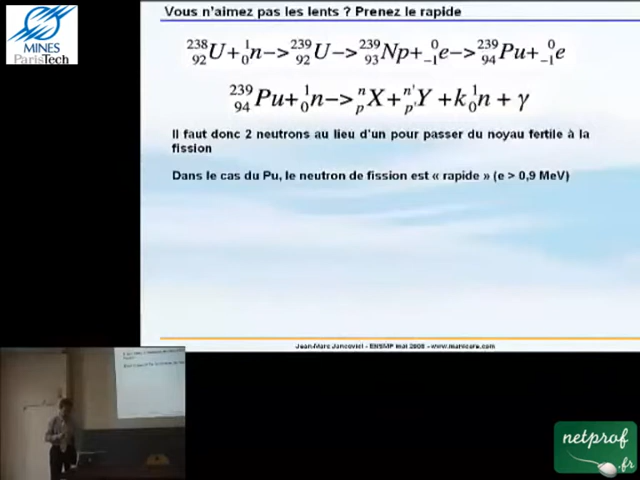 MINES
ParisTech
Vous n'aimez pas les lents ? Prenez le rapide
²³⁸₉₂U+¹₀n–>²³⁹₉₂U–>²³⁹₉₃Np+⁰₋₁e–>²³⁹₉₄Pu+⁰₋₁e
²³⁹₉₄Pu+¹₀n–>ⁿₚX+ⁿ'ₚ'Y +k¹₀n + γ
Il faut donc 2 neutrons au lieu d'un pour passer du noyau fertile à la
fission
Dans le cas du Pu, le neutron de fission est « rapide » (e > 0,9 MeV)
Jean-Marc Jancovici - ENSMP mai 2008 - www.manicore.com
netprof
.fr